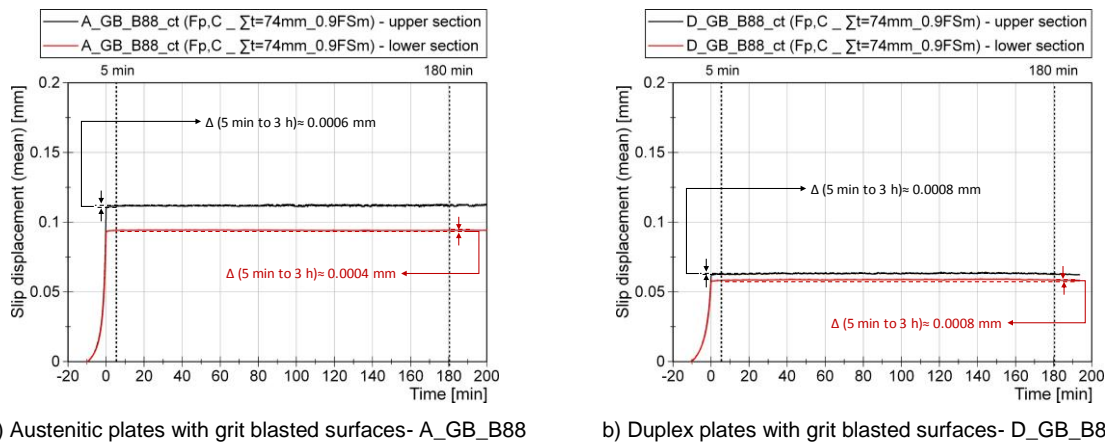 A_GB_B88_ct (Fp,C _ ∑t=74mm_0.9FSm) - upper section
A_GB_B88_ct (Fp,C _ ∑t=74mm_0.9FSm) - lower section
5 min
180 min
0.2
0.15
0.1
0.05
0
Slip displacement (mean) [mm]
Δ (5 min to 3 h)≈ 0.0006 mm
Δ (5 min to 3 h)≈ 0.0004 mm
-20 0 20 40 60 80 100 120 140 160 180 200
Time [min]
) Austenitic plates with grit blasted surfaces- A_GB_B88
D_GB_B88_ct (Fp,C _ ∑t=74mm_0.9FSm) - upper section
D_GB_B88_ct (Fp,C _ ∑t=74mm_0.9FSm) - lower section
5 min
180 min
0.2
0.15
0.1
0.05
0
Slip displacement (mean) [mm]
Δ (5 min to 3 h)≈ 0.0008 mm
Δ (5 min to 3 h)≈ 0.0008 mm
-20 0 20 40 60 80 100 120 140 160 180 200
Time [min]
b) Duplex plates with grit blasted surfaces- D_GB_B8